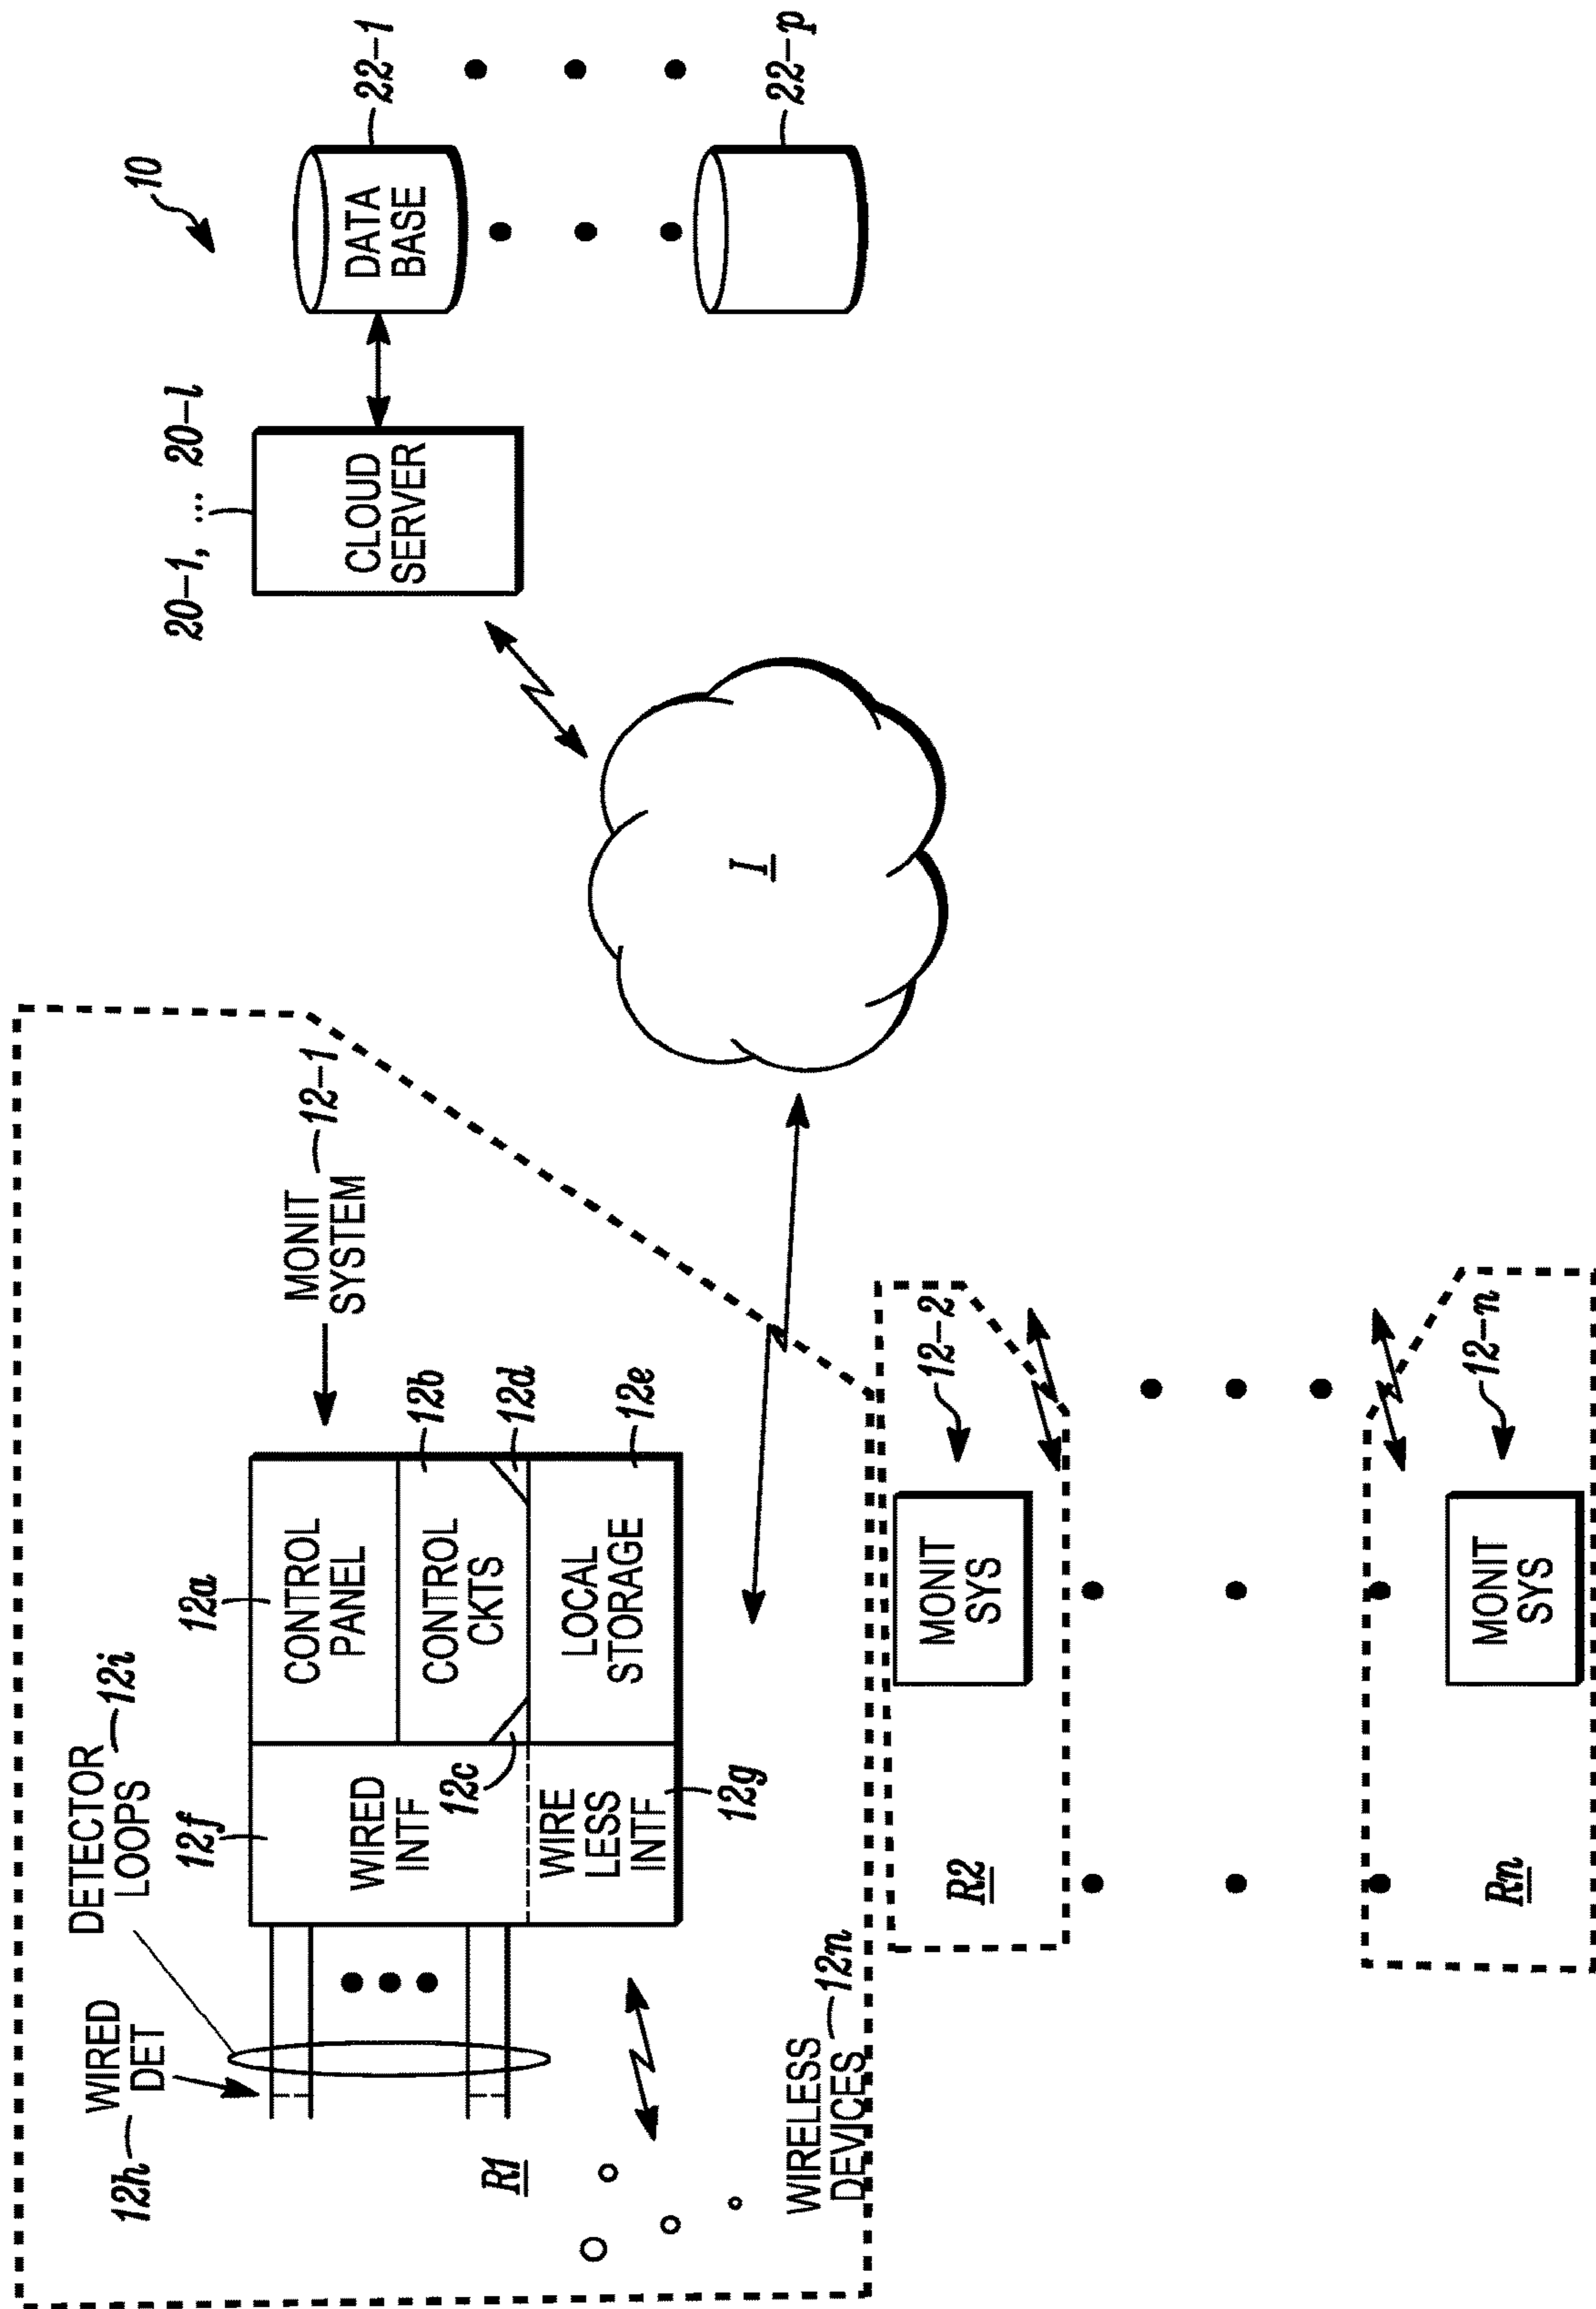 10
20-1, ... 20-l
CLOUD
SERVER
DATA
BASE
22-1
22-p
I
MONIT
SYSTEM
12-1
12a
CONTROL
PANEL
CONTROL
CKTS
12b
12d
LOCAL
STORAGE
12e
DETECTOR
LOOPS
12i
12f
WIRED
INTF
12c
WIRE
LESS
INTF
12g
WIRED
DET
12h
R1
WIRELESS
DEVICES
12n
12-2
MONIT
SYS
R2
12-n
MONIT
SYS
Rn